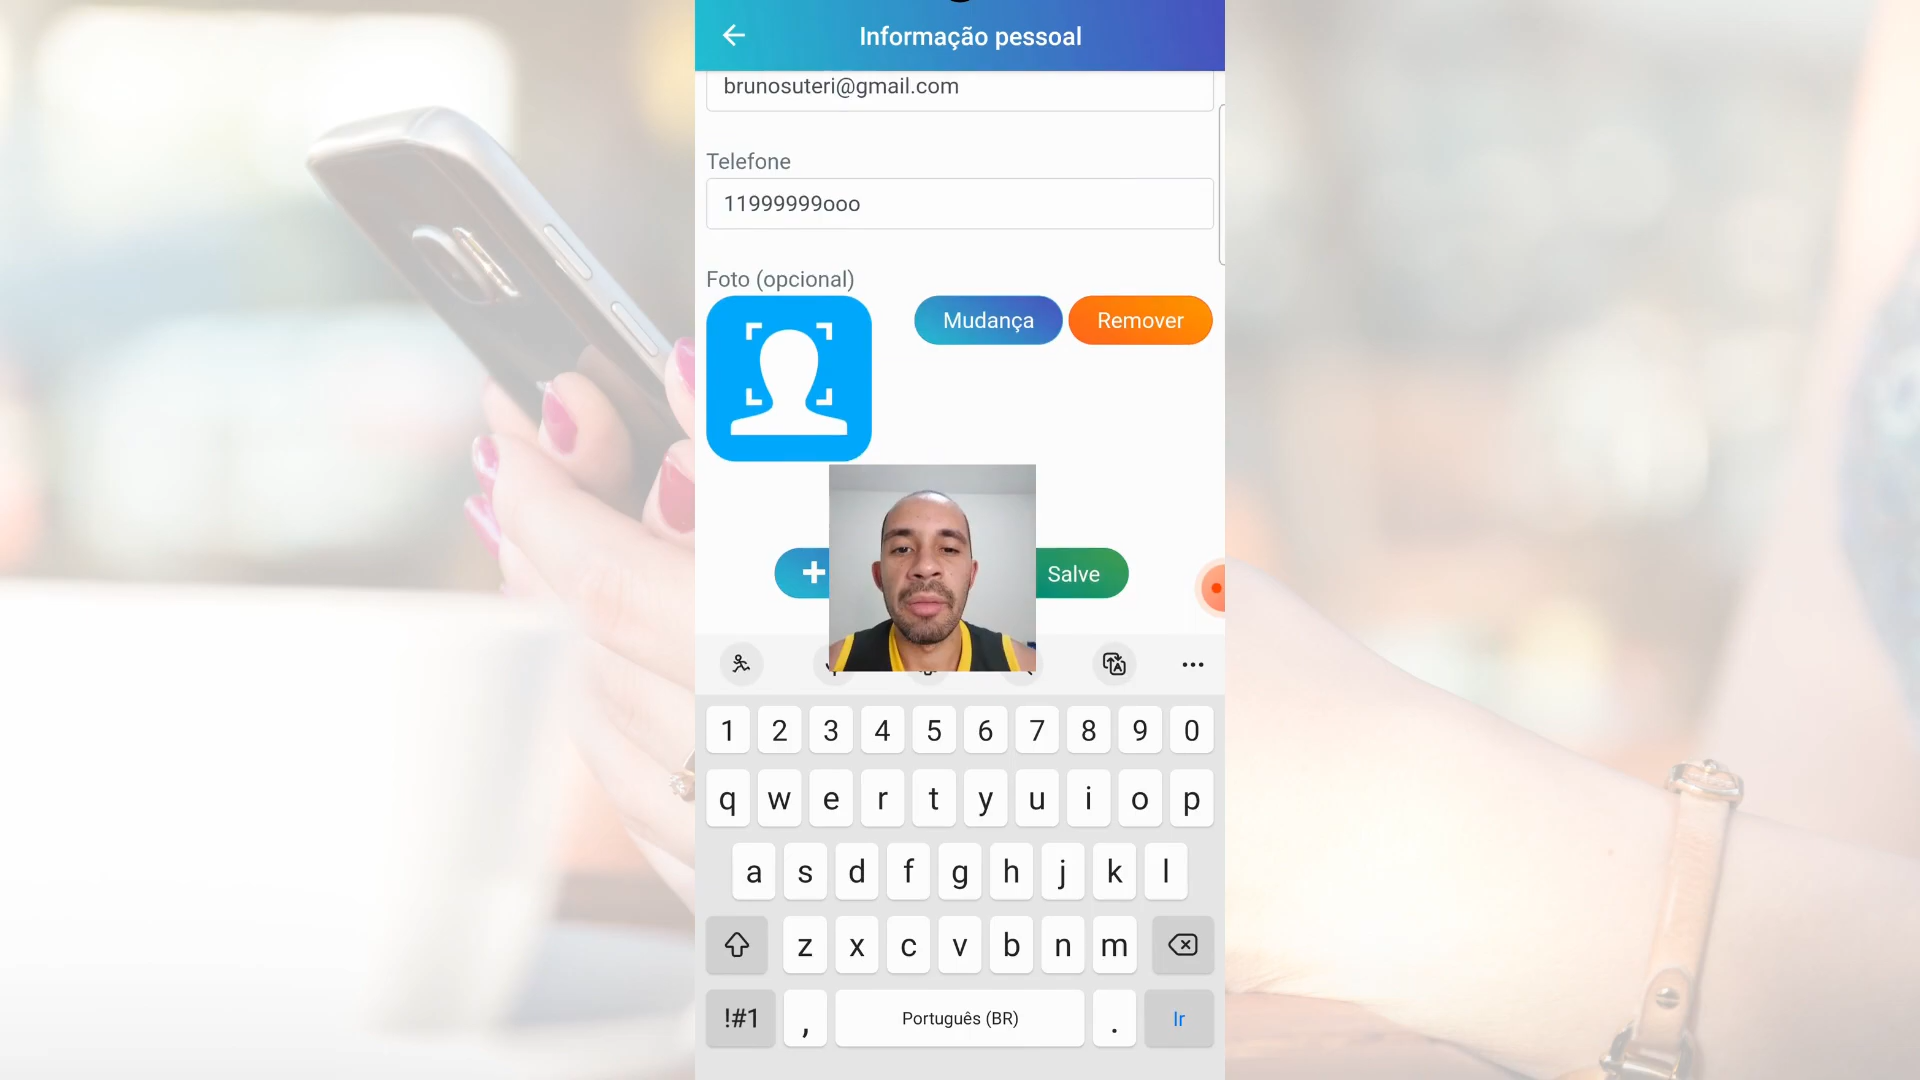 Informação pessoal
brunosuteri@gmail.com
Telefone
11999999ooo
Foto (opcional)
Mudança Remover
+ Salve
1 2 3 4 5 6 7 8 9 0
q w e r t y u i o p
a s d f g h j k l
z x c v b n m
!#1 , Português (BR) . Ir